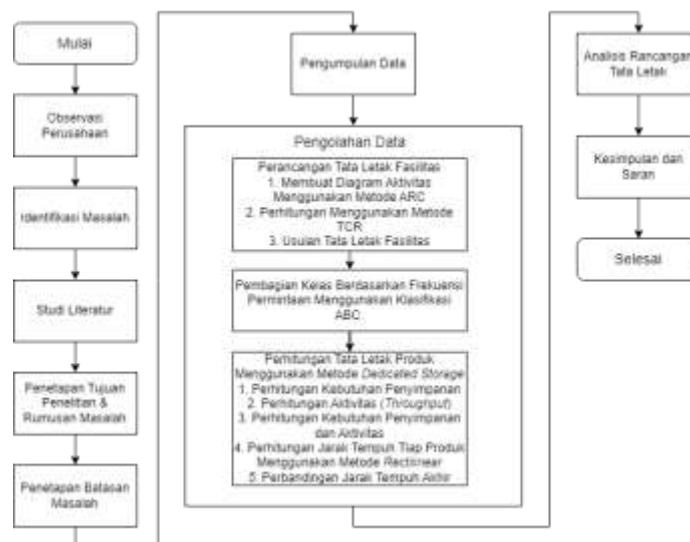 Mulai
Observasi
Perusahaan
Identifikasi Masalah
Studi Literatur
Penetapan Tujuan
Penelitian &
Rumusan Masalah
Penetapan Batasan
Masalah
Pengumpulan Data
Pengolahan Data
Perancangan Tata Letak Fasilitas
1. Membuat Diagram Aktivitas
Menggunakan Metode ARC
2. Perhitungan Menggunakan Metode
TCR
3. Usulan Tata Letak Fasilitas
Pembagian Kelas Berdasarkan Frekuensi
Permintaan Menggunakan Klasifikasi
ABC
Perhitungan Tata Letak Produk
Menggunakan Metode Dedicated Storage
1. Perhitungan Kebutuhan Penyimpanan
2. Perhitungan Aktivitas (Throughput)
3. Perhitungan Kebutuhan Penyimpanan
dan Aktivitas
4. Perhitungan Jarak Tempuh Tiap Produk
Menggunakan Metode Rectilinear
5. Perbandingan Jarak Tempuh Akhir
Analisis Rancangan
Tata Letak
Kesimpulan dan
Saran
Selesai